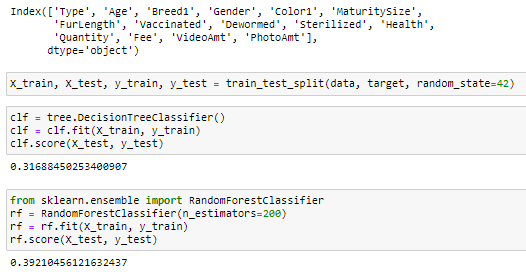 Index(['Type', 'Age', 'Breed1', 'Gender', 'Color1', 'MaturitySize',
'FurLength', 'Vaccinated', 'Dewormed', 'Sterilized', 'Health',
'Quantity', 'Fee', 'VideoAmt', 'PhotoAmt'],
dtype='object')
X_train, X_test, y_train, y_test = train_test_split(data, target, random_state=42)
clf = tree.DecisionTreeClassifier()
clf = clf.fit(X_train, y_train)
clf.score(X_test, y_test)
0.31688450253400907
from sklearn.ensemble import RandomForestClassifier
rf = RandomForestClassifier(n_estimators=200)
rf = rf.fit(X_train, y_train)
rf.score(X_test, y_test)
0.39210456121632437